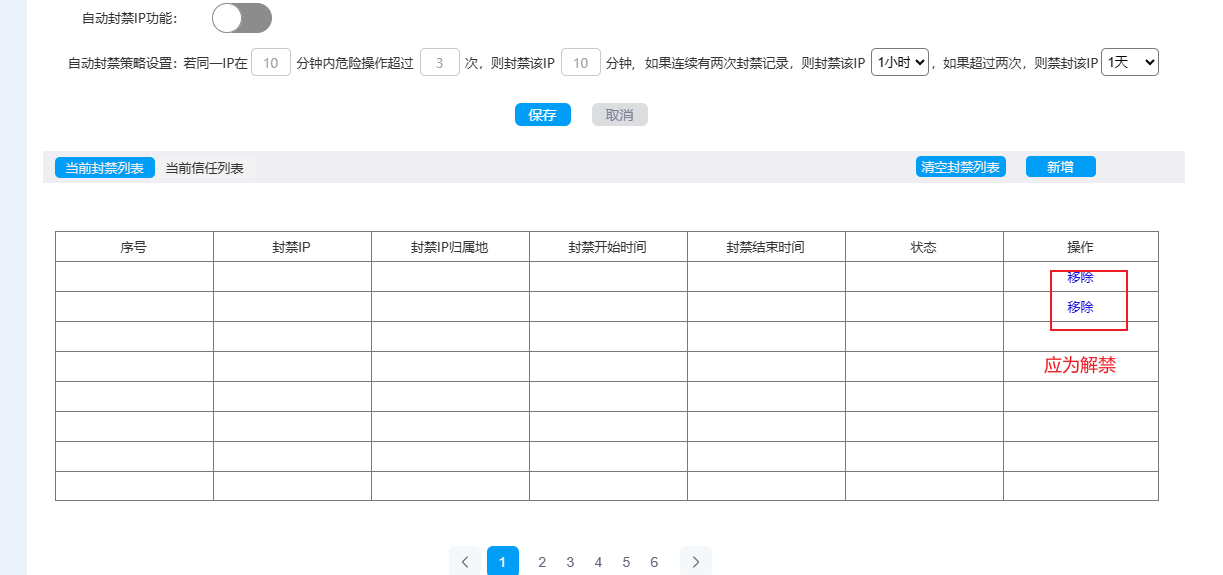 自动封禁IP功能：
自动封禁策略设置：若同一IP在 10 分钟内危险操作超过 3 次，则封禁该IP 10 分钟，如果连续有两次封禁记录，则封禁该IP 1小时 ，如果超过两次，则禁封该IP 1天
保存 取消
当前封禁列表 当前信任列表 清空封禁列表 新增
序号 封禁IP 封禁IP归属地 封禁开始时间 封禁结束时间 状态 操作
移除
移除
应为解禁
1 2 3 4 5 6